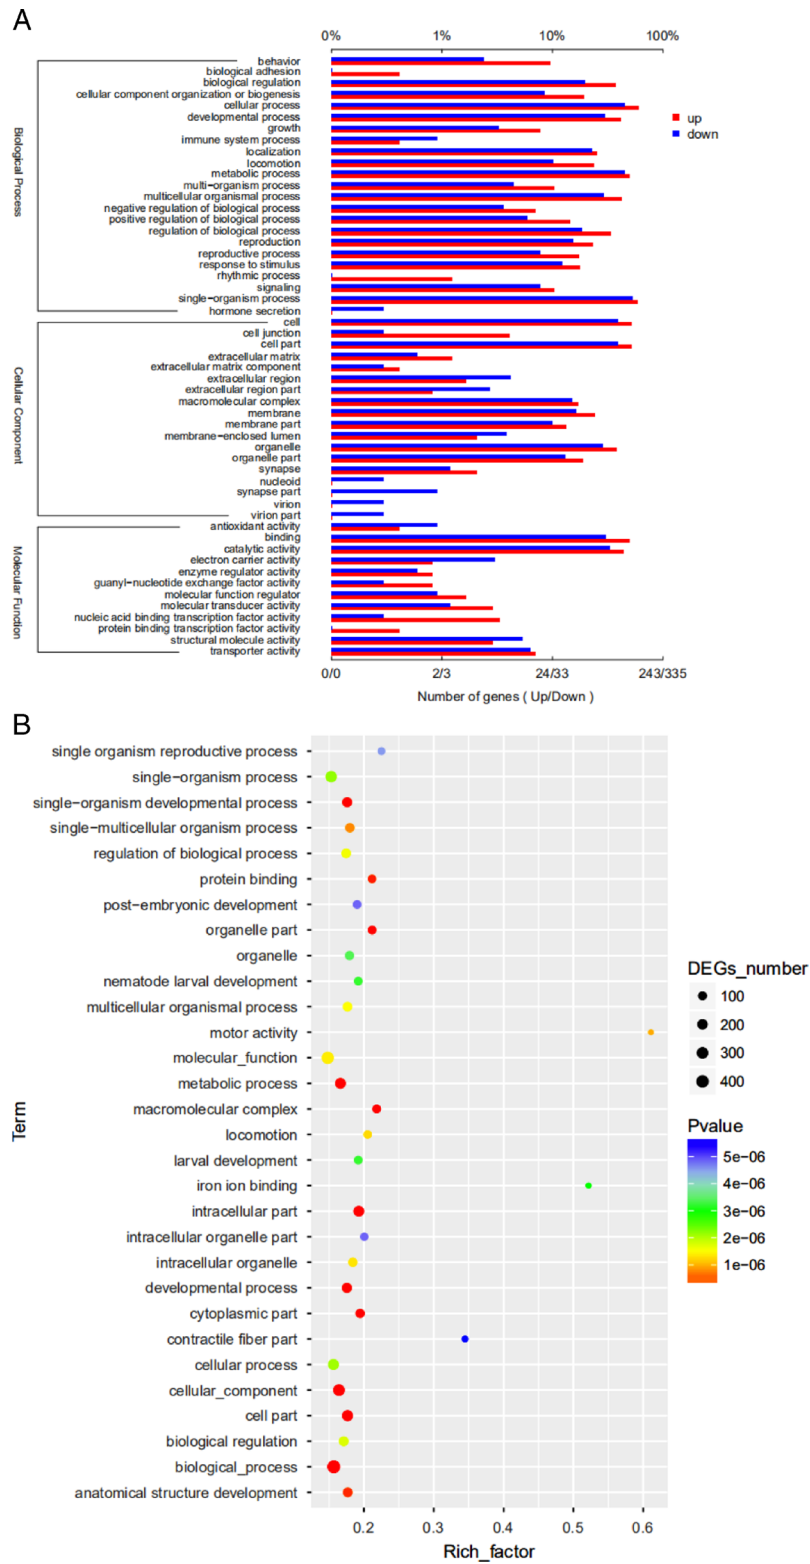 A
0% 1% 10% 100%
behavior
biological adhesion
biological regulation
cellular component organization or biogenesis
cellular process
developmental process
growth
immune system process
localization
locomotion
metabolic process
multi−organism process
multicellular organismal process
negative regulation of biological process
positive regulation of biological process
regulation of biological process
reproduction
reproductive process
response to stimulus
rhythmic process
signaling
single−organism process
hormone secretion
cell
cell junction
cell part
extracellular matrix
extracellular matrix component
extracellular region
extracellular region part
macromolecular complex
membrane
membrane part
membrane−enclosed lumen
organelle
organelle part
synapse
nucleoid
synapse part
virion
virion part
antioxidant activity
binding
catalytic activity
electron carrier activity
enzyme regulator activity
guanyl−nucleotide exchange factor activity
molecular function regulator
molecular transducer activity
nucleic acid binding transcription factor activity
protein binding transcription factor activity
structural molecule activity
transporter activity
Biological Process
Cellular Component
Molecular Function
up
down
0/0 2/3 24/33 243/335
Number of genes ( Up/Down )
B
Term
single organism reproductive process
single−organism process
single−organism developmental process
single−multicellular organism process
regulation of biological process
protein binding
post−embryonic development
organelle part
organelle
nematode larval development
multicellular organismal process
motor activity
molecular_function
metabolic process
macromolecular complex
locomotion
larval development
iron ion binding
intracellular part
intracellular organelle part
intracellular organelle
developmental process
cytoplasmic part
contractile fiber part
cellular process
cellular_component
cell part
biological regulation
biological_process
anatomical structure development
0.2 0.3 0.4 0.5 0.6
Rich_factor
DEGs_number
100
200
300
400
Pvalue
5e−06
4e−06
3e−06
2e−06
1e−06